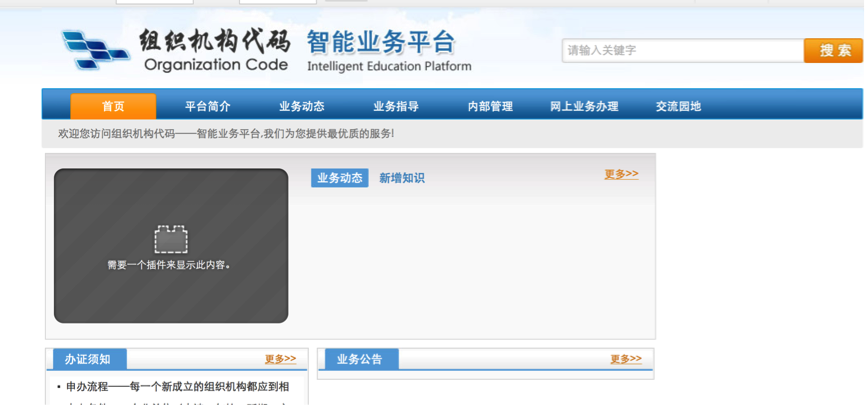 组织机构代码 智能业务平台
Organization Code Intelligent Education Platform
请输入关键字 搜索
首页 平台简介 业务动态 业务指导 内部管理 网上业务办理 交流园地
欢迎您访问组织机构代码——智能业务平台,我们为您提供最优质的服务!
业务动态 新增知识 更多>>
需要一个插件来显示此内容。
办证须知 更多>> 业务公告 更多>>
• 申办流程——每一个新成立的组织机构都应到相